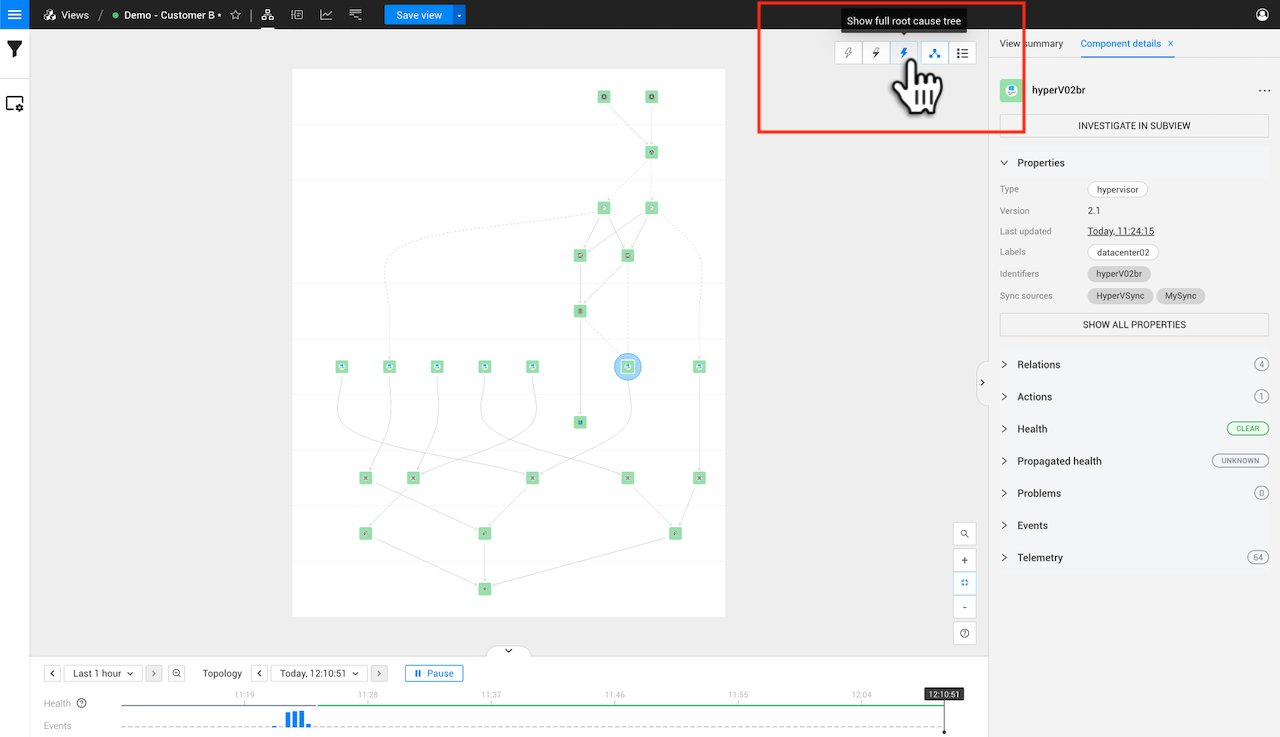 Views / Demo - Customer B •
Save view
Show full root cause tree
View summary
Component details ×
hyperV02br
INVESTIGATE IN SUBVIEW
Properties
Type hypervisor
Version 2.1
Last updated Today, 11:24:15
Labels datacenter02
Identifiers hyperV02br
Sync sources HyperVSync MySync
SHOW ALL PROPERTIES
Relations 4
Actions 1
Health CLEAR
Propagated health UNKNOWN
Problems 0
Events
Telemetry 64
+
-
Last 1 hour
Topology
Today, 12:10:51
Pause
11:19 11:28 11:37 11:46 11:55 12:04 12:10:51
Health
Events